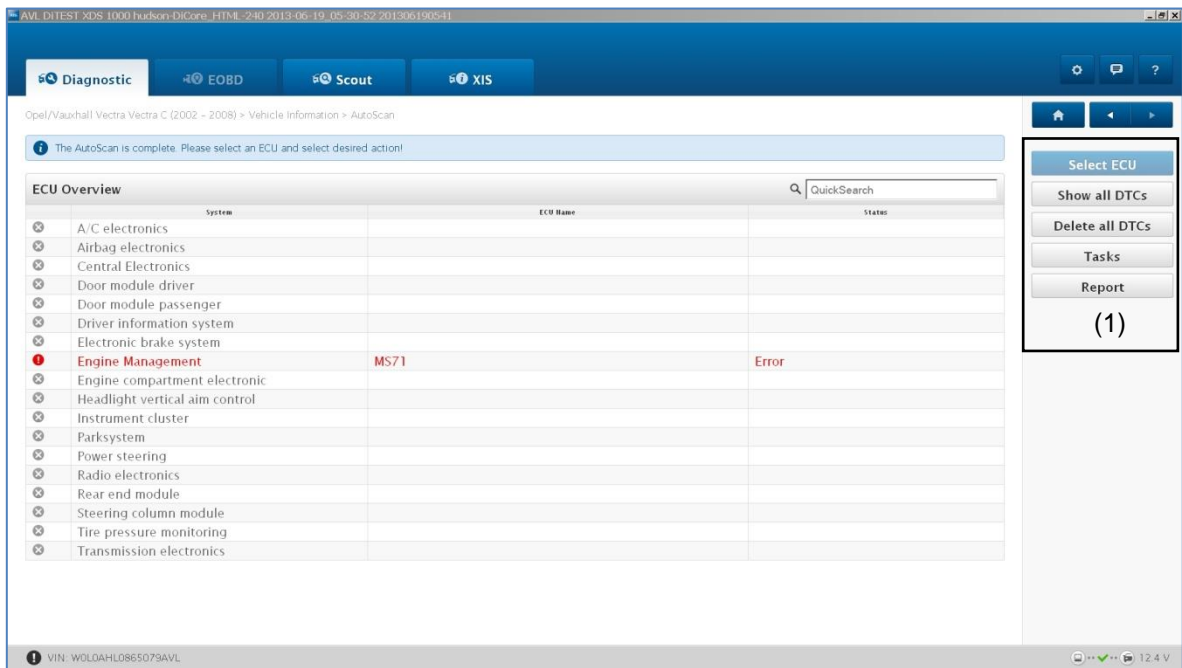 AVL DITEST XDS 1000 hudson-DiCore_HTML-240 2013-06-19_05-30-52 201306190541
Diagnostic EOBD Scout XIS
?
Opel/Vauxhall Vectra Vectra C (2002 – 2008) > Vehicle Information > AutoScan
The AutoScan is complete. Please select an ECU and select desired action!
ECU Overview QuickSearch
System ECU Name Status
A/C electronics
Airbag electronics
Central Electronics
Door module driver
Door module passenger
Driver information system
Electronic brake system
Engine Management MS71 Error
Engine compartment electronic
Headlight vertical aim control
Instrument cluster
Parksystem
Power steering
Radio electronics
Rear end module
Steering column module
Tire pressure monitoring
Transmission electronics
Select ECU
Show all DTCs
Delete all DTCs
Tasks
Report
(1)
VIN: W0L0AHL0865079AVL 12.4 V